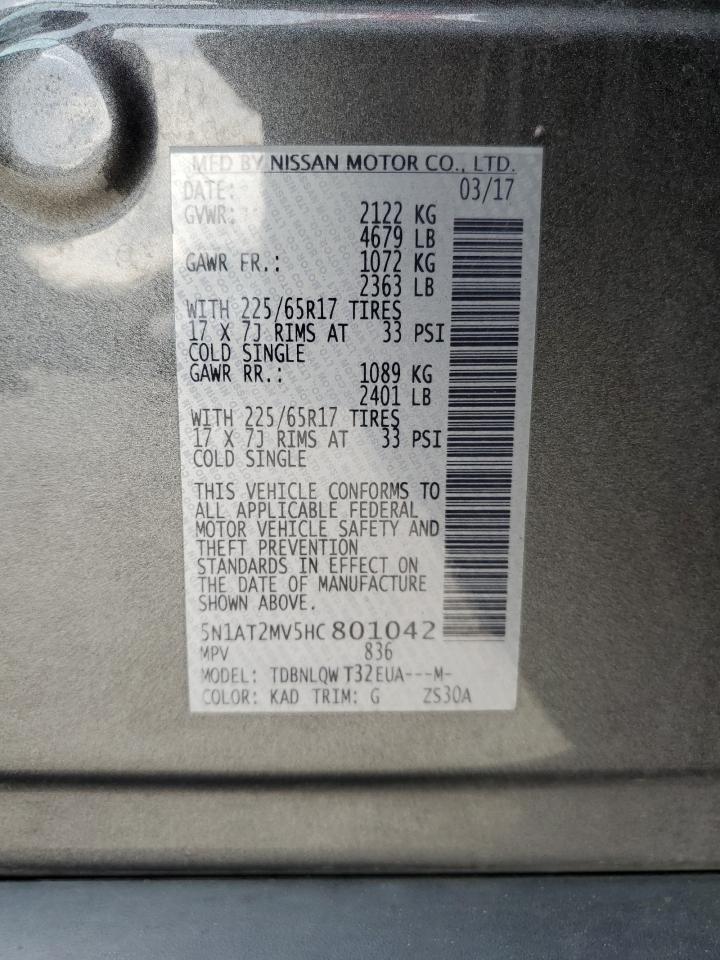 MFD BY NISSAN MOTOR CO., LTD.
DATE: 03/17
GVWR: 2122 KG
4679 LB
GAWR FR.: 1072 KG
2363 LB
WITH 225/65R17 TIRES
17 X 7J RIMS AT 33 PSI
COLD SINGLE
GAWR RR.: 1089 KG
2401 LB
WITH 225/65R17 TIRES
17 X 7J RIMS AT 33 PSI
COLD SINGLE
THIS VEHICLE CONFORMS TO
ALL APPLICABLE FEDERAL
MOTOR VEHICLE SAFETY AND
THEFT PREVENTION
STANDARDS IN EFFECT ON
THE DATE OF MANUFACTURE
SHOWN ABOVE.
5N1AT2MV5HC801042
MPV 836
MODEL: TDBNLQW T32EUA---M-
COLOR: KAD TRIM: G ZS30A